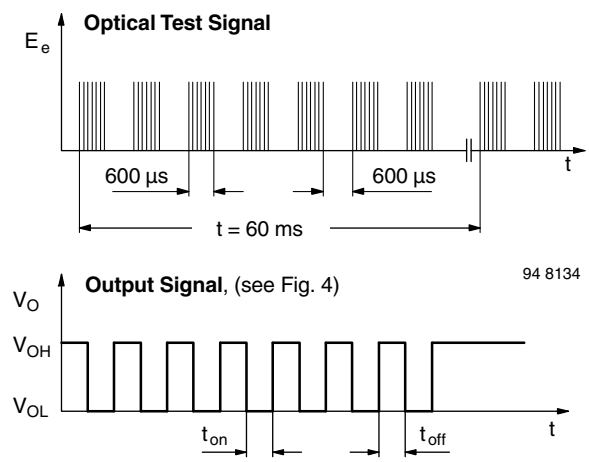 Optical Test Signal
E e
t
600 µs
600 µs
t = 60 ms
94 8134
Output Signal, (see Fig. 4)
V O
V OH
V OL
t on
t off
t